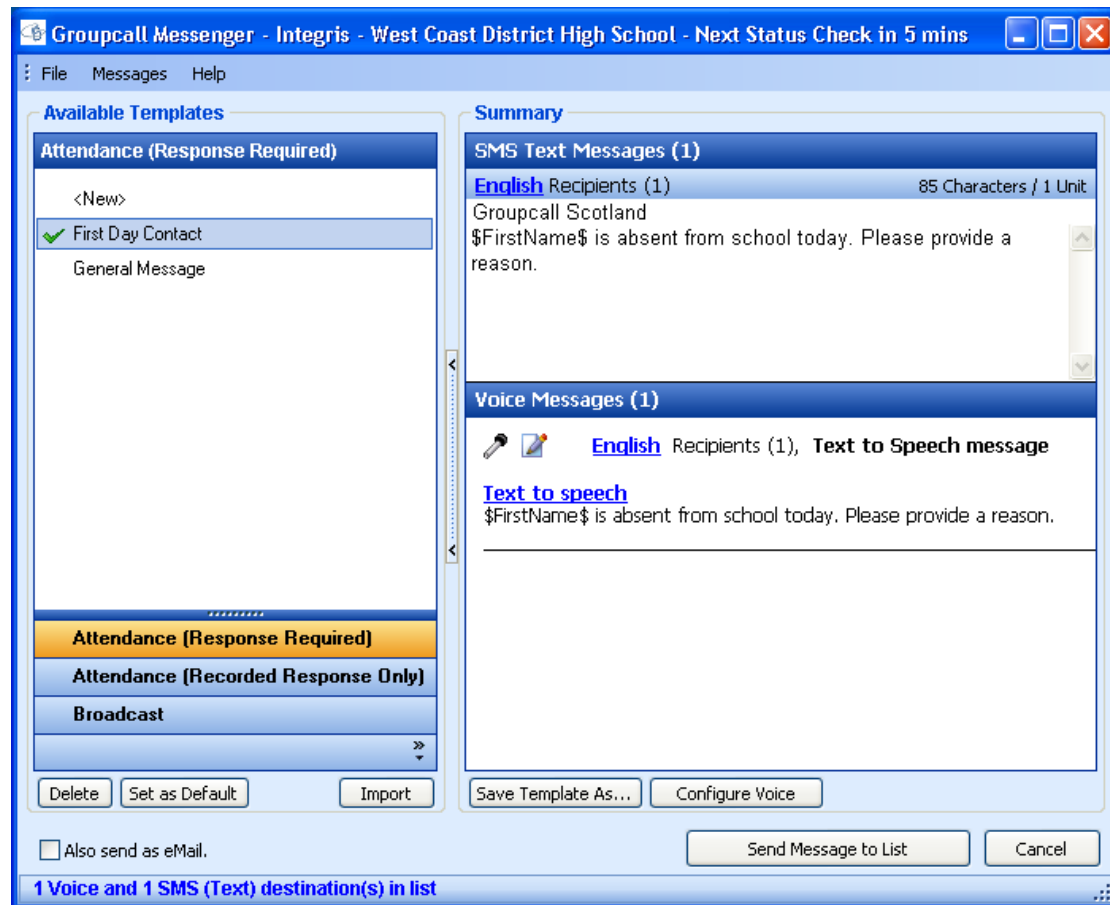 Groupcall Messenger - Integris - West Coast District High School - Next Status Check in 5 mins
File Messages Help
Available Templates
Attendance (Response Required)
<New>
First Day Contact
General Message
Attendance (Response Required)
Attendance (Recorded Response Only)
Broadcast
Delete Set as Default Import
Summary
SMS Text Messages (1)
English Recipients (1) 85 Characters / 1 Unit
Groupcall Scotland
$FirstName$ is absent from school today. Please provide a
reason.
Voice Messages (1)
English Recipients (1), Text to Speech message
Text to speech
$FirstName$ is absent from school today. Please provide a reason.
Save Template As... Configure Voice
Also send as eMail.
Send Message to List Cancel
1 Voice and 1 SMS (Text) destination(s) in list